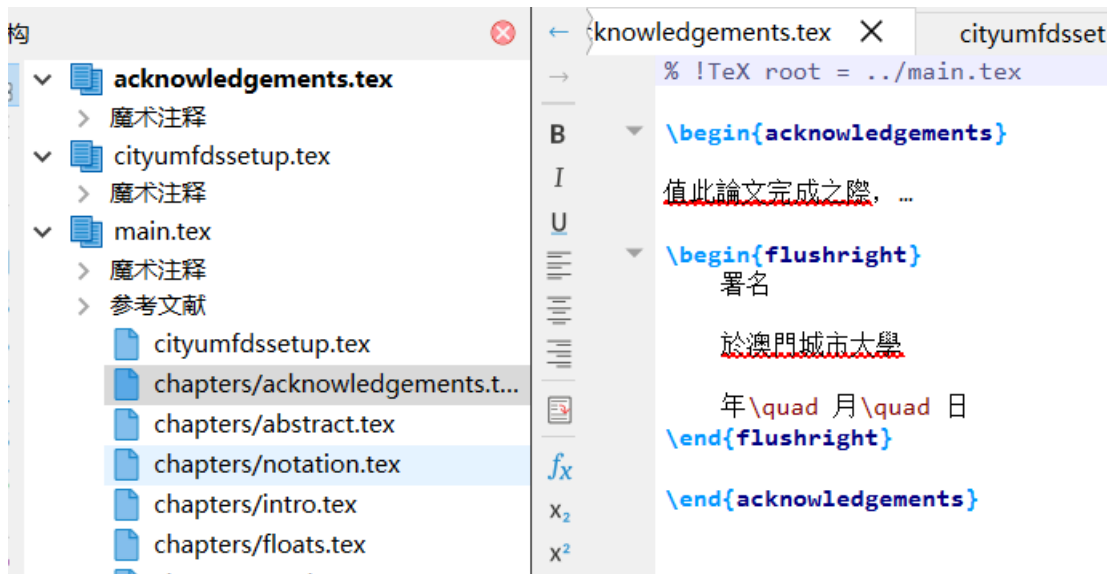 构
acknowledgements.tex
魔术注释
cityumfdssetup.tex
魔术注释
main.tex
魔术注释
参考文献
cityumfdssetup.tex
chapters/acknowledgements.t...
chapters/abstract.tex
chapters/notation.tex
chapters/intro.tex
chapters/floats.tex
B
I
U
fx
x₂
x²
knowledgements.tex
cityumfdsset
% !TeX root = ../main.tex
\begin{acknowledgements}
值此論文完成之際，…
\begin{flushright}
署名
於澳門城市大學
年\quad 月\quad 日
\end{flushright}
\end{acknowledgements}